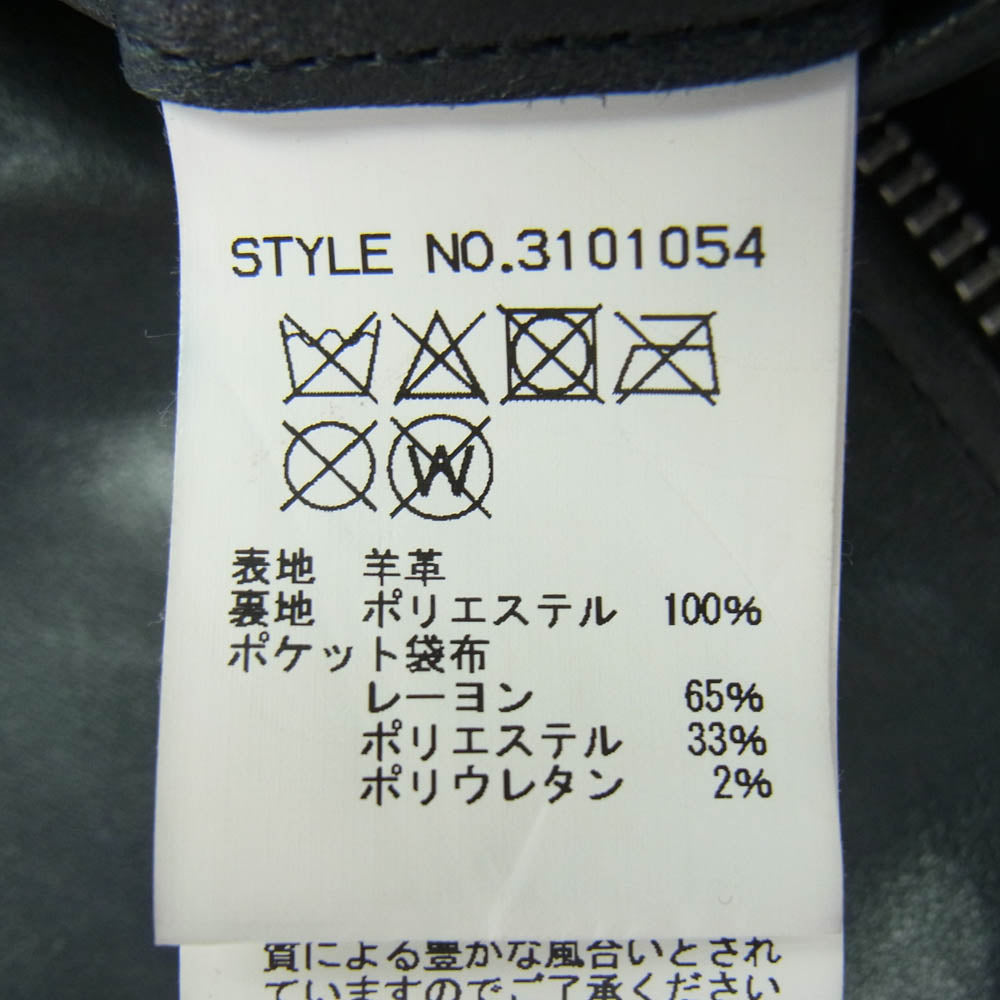 STYLE NO.3101054
W
表地 羊革
裏地 ポリエステル 100%
ポケット袋布
レーヨン 65%
ポリエステル 33%
ポリウレタン 2%
質による豊かな風合いとされ
ていますのでご了承ください